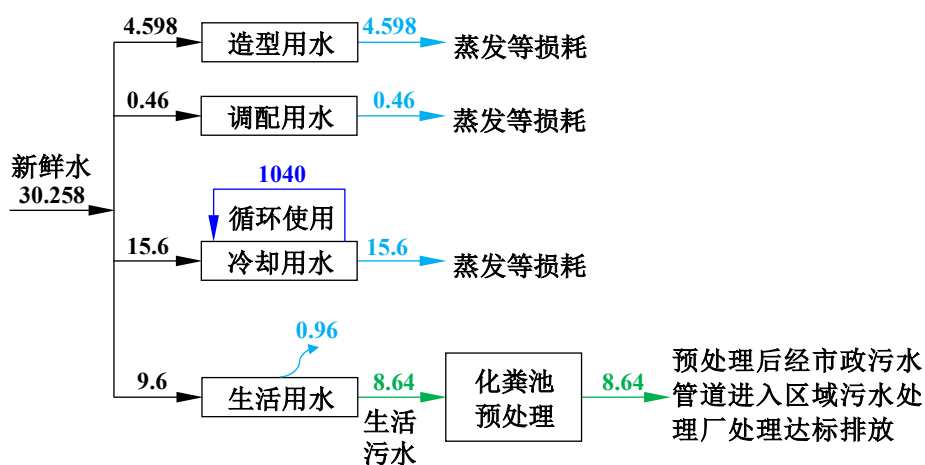 4.598
造型用水
4.598
蒸发等损耗
0.46
调配用水
0.46
蒸发等损耗
新鲜水
30.258
1040
循环使用
15.6
冷却用水
15.6
蒸发等损耗
0.96
9.6
生活用水
8.64
生活
污水
化粪池
预处理
8.64
预处理后经市政污水
管道进入区域污水处
理厂处理达标排放